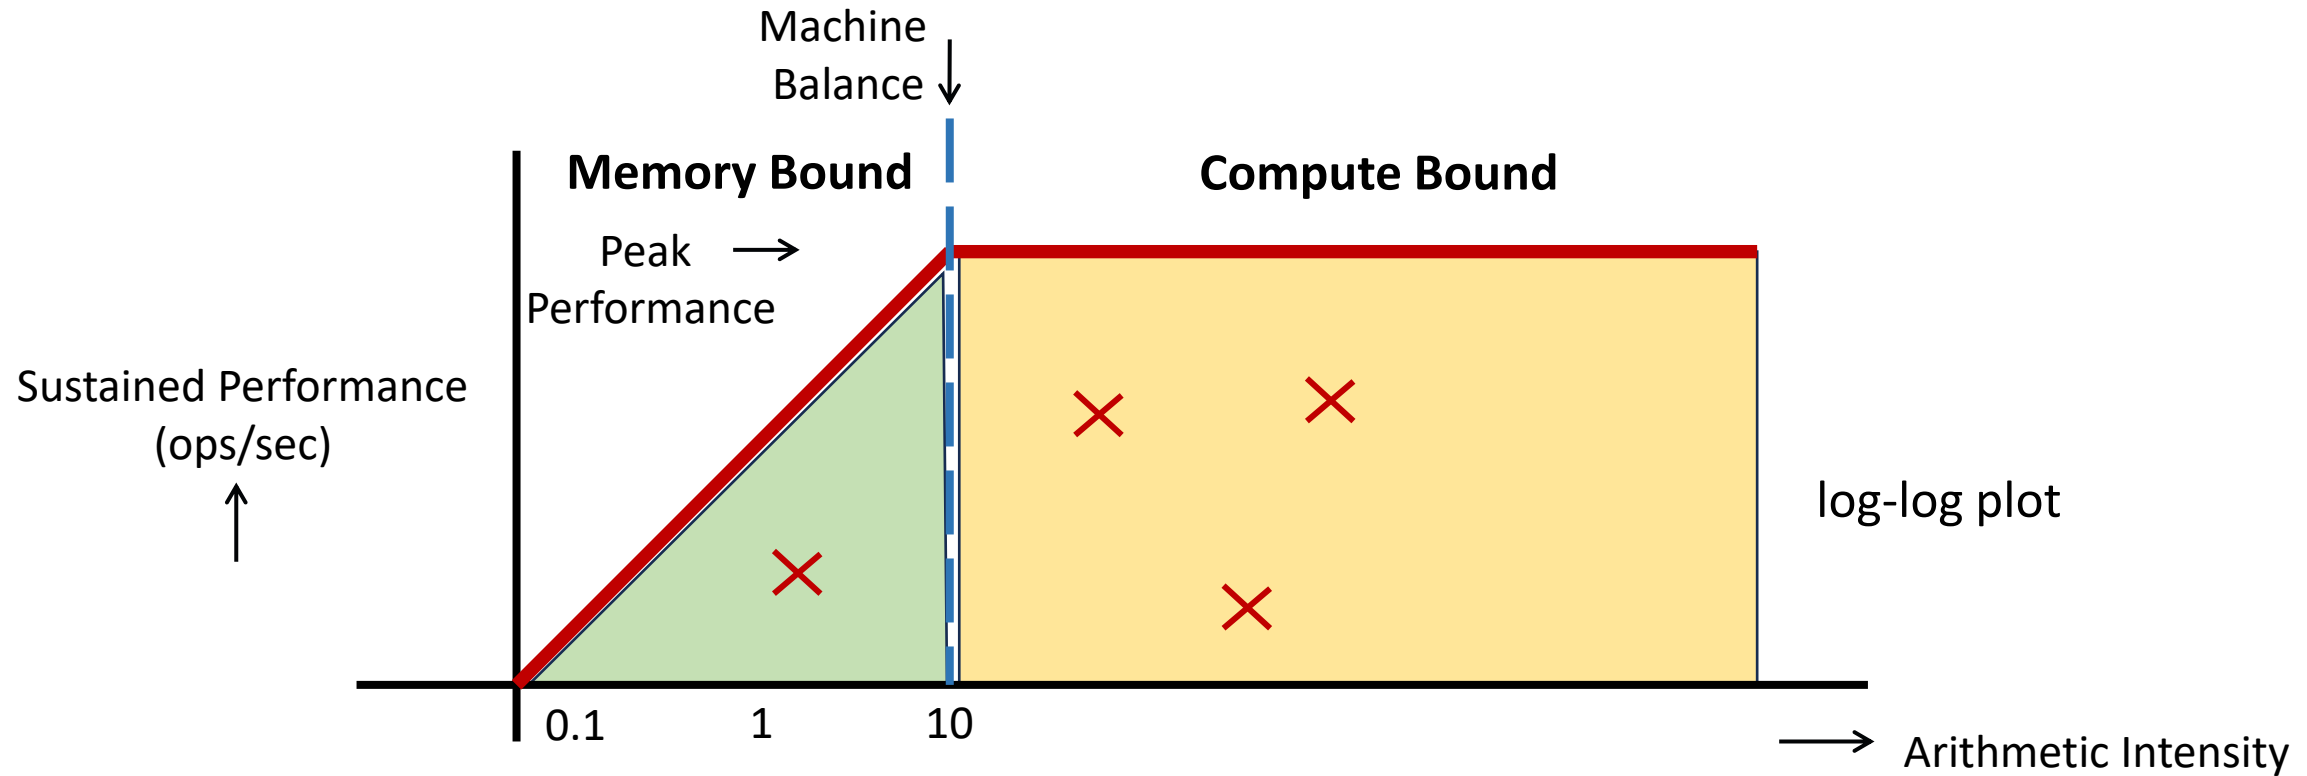 Machine
Balance
Memory Bound
Compute Bound
Peak
Performance
Sustained Performance
(ops/sec)
log-log plot
0.1
1
10
Arithmetic Intensity